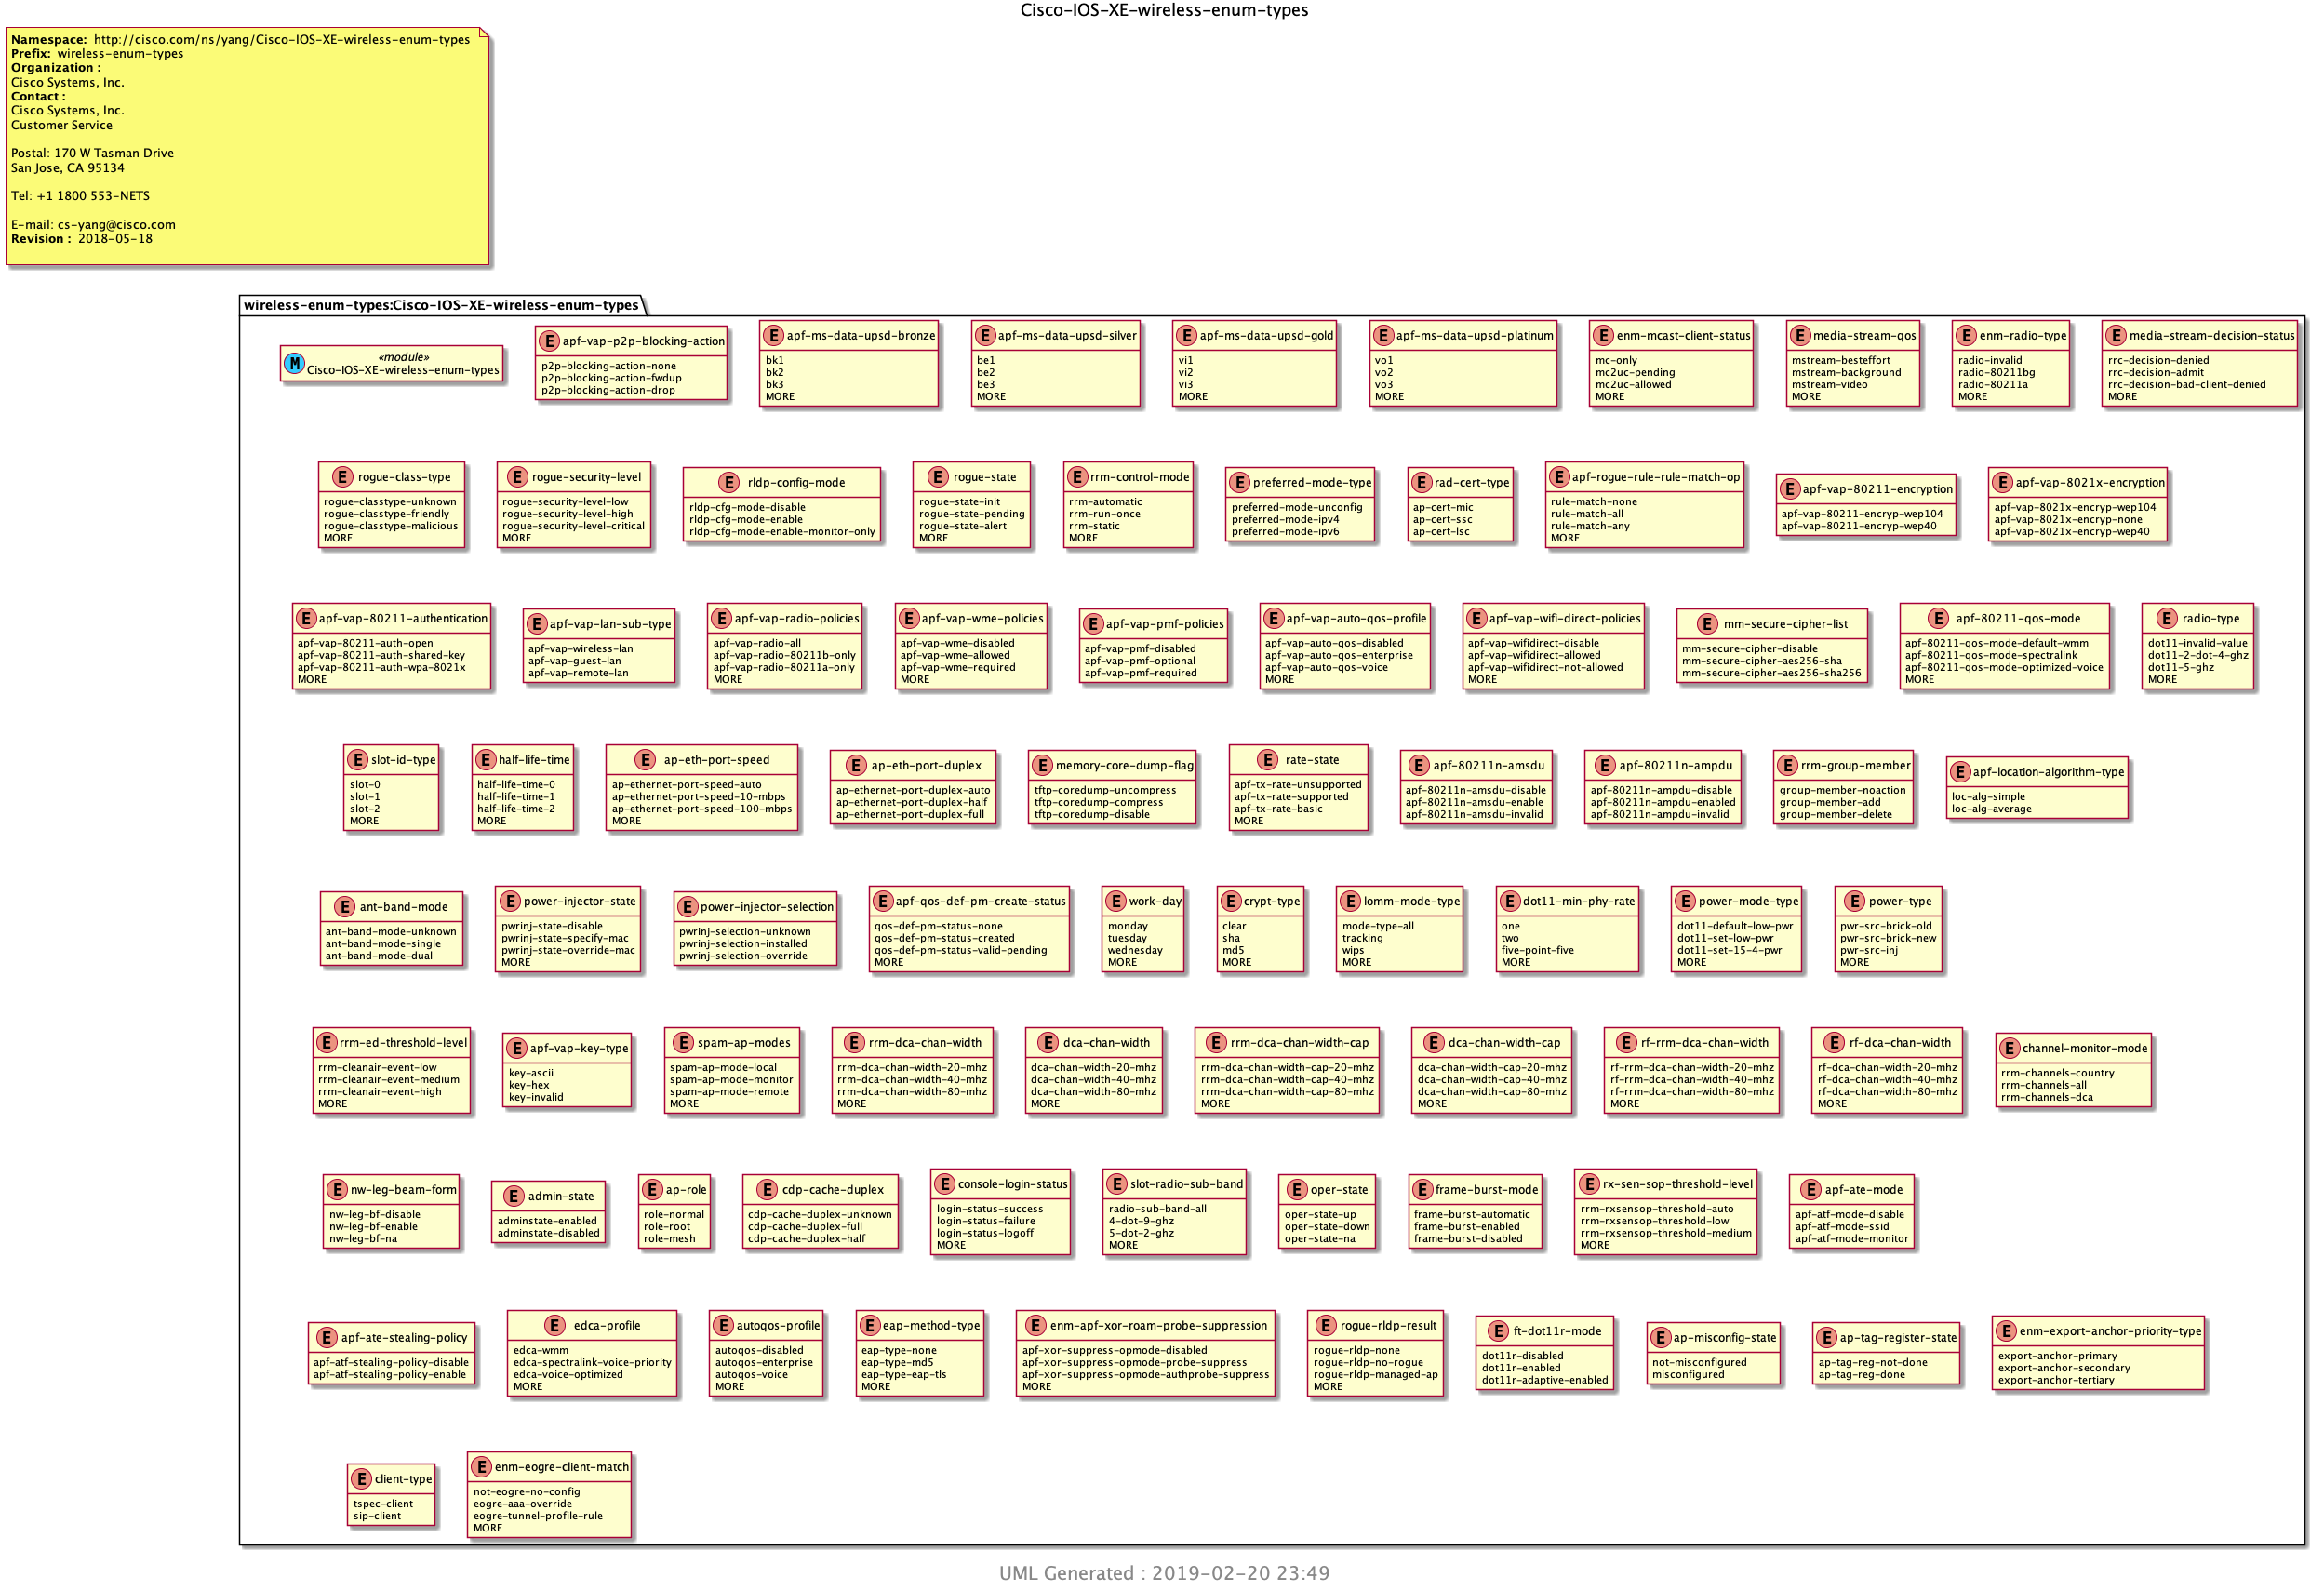 Cisco-IOS-XE-wireless-enum-types
Namespace: http://cisco.com/ns/yang/Cisco-IOS-XE-wireless-enum-types
Prefix: wireless-enum-types
Organization :
Cisco Systems, Inc.
Contact :
Cisco Systems, Inc.
Customer Service
Postal: 170 W Tasman Drive
San Jose, CA 95134
Tel: +1 1800 553-NETS
E-mail: cs-yang@cisco.com
Revision : 2018-05-18
wireless-enum-types:Cisco-IOS-XE-wireless-enum-types
M
«module»
Cisco-IOS-XE-wireless-enum-types
E apf-vap-p2p-blocking-action
p2p-blocking-action-none
p2p-blocking-action-fwdup
p2p-blocking-action-drop
E apf-ms-data-upsd-bronze
bk1
bk2
bk3
MORE
E apf-ms-data-upsd-silver
be1
be2
be3
MORE
E apf-ms-data-upsd-gold
vi1
vi2
vi3
MORE
E apf-ms-data-upsd-platinum
vo1
vo2
vo3
MORE
E enm-mcast-client-status
mc-only
mc2uc-pending
mc2uc-allowed
MORE
E media-stream-qos
mstream-besteffort
mstream-background
mstream-video
MORE
E enm-radio-type
radio-invalid
radio-80211bg
radio-80211a
MORE
E media-stream-decision-status
rrc-decision-denied
rrc-decision-admit
rrc-decision-bad-client-denied
MORE
E rogue-class-type
rogue-classtype-unknown
rogue-classtype-friendly
rogue-classtype-malicious
MORE
E rogue-security-level
rogue-security-level-low
rogue-security-level-high
rogue-security-level-critical
MORE
E rldp-config-mode
rldp-cfg-mode-disable
rldp-cfg-mode-enable
rldp-cfg-mode-enable-monitor-only
E rogue-state
rogue-state-init
rogue-state-pending
rogue-state-alert
MORE
E rrm-control-mode
rrm-automatic
rrm-run-once
rrm-static
MORE
E preferred-mode-type
preferred-mode-unconfig
preferred-mode-ipv4
preferred-mode-ipv6
E rad-cert-type
ap-cert-mic
ap-cert-ssc
ap-cert-lsc
E apf-rogue-rule-rule-match-op
rule-match-none
rule-match-all
rule-match-any
MORE
E apf-vap-80211-encryption
apf-vap-80211-encryp-wep104
apf-vap-80211-encryp-wep40
E apf-vap-8021x-encryption
apf-vap-8021x-encryp-wep104
apf-vap-8021x-encryp-none
apf-vap-8021x-encryp-wep40
E apf-vap-80211-authentication
apf-vap-80211-auth-open
apf-vap-80211-auth-shared-key
apf-vap-80211-auth-wpa-8021x
MORE
E apf-vap-lan-sub-type
apf-vap-wireless-lan
apf-vap-guest-lan
apf-vap-remote-lan
E apf-vap-radio-policies
apf-vap-radio-all
apf-vap-radio-80211b-only
apf-vap-radio-80211a-only
MORE
E apf-vap-wme-policies
apf-vap-wme-disabled
apf-vap-wme-allowed
apf-vap-wme-required
MORE
E apf-vap-pmf-policies
apf-vap-pmf-disabled
apf-vap-pmf-optional
apf-vap-pmf-required
E apf-vap-auto-qos-profile
apf-vap-auto-qos-disabled
apf-vap-auto-qos-enterprise
apf-vap-auto-qos-voice
MORE
E apf-vap-wifi-direct-policies
apf-vap-wifidirect-disable
apf-vap-wifidirect-allowed
apf-vap-wifidirect-not-allowed
MORE
E mm-secure-cipher-list
mm-secure-cipher-disable
mm-secure-cipher-aes256-sha
mm-secure-cipher-aes256-sha256
E apf-80211-qos-mode
apf-80211-qos-mode-default-wmm
apf-80211-qos-mode-spectralink
apf-80211-qos-mode-optimized-voice
MORE
E radio-type
dot11-invalid-value
dot11-2-dot-4-ghz
dot11-5-ghz
MORE
E slot-id-type
slot-0
slot-1
slot-2
MORE
E half-life-time
half-life-time-0
half-life-time-1
half-life-time-2
MORE
E ap-eth-port-speed
ap-ethernet-port-speed-auto
ap-ethernet-port-speed-10-mbps
ap-ethernet-port-speed-100-mbps
MORE
E ap-eth-port-duplex
ap-ethernet-port-duplex-auto
ap-ethernet-port-duplex-half
ap-ethernet-port-duplex-full
E memory-core-dump-flag
tftp-coredump-uncompress
tftp-coredump-compress
tftp-coredump-disable
E rate-state
apf-tx-rate-unsupported
apf-tx-rate-supported
apf-tx-rate-basic
MORE
E apf-80211n-amsdu
apf-80211n-amsdu-disable
apf-80211n-amsdu-enable
apf-80211n-amsdu-invalid
E apf-80211n-ampdu
apf-80211n-ampdu-disable
apf-80211n-ampdu-enabled
apf-80211n-ampdu-invalid
E rrm-group-member
group-member-noaction
group-member-add
group-member-delete
E apf-location-algorithm-type
loc-alg-simple
loc-alg-average
E ant-band-mode
ant-band-mode-unknown
ant-band-mode-single
ant-band-mode-dual
E power-injector-state
pwrinj-state-disable
pwrinj-state-specify-mac
pwrinj-state-override-mac
MORE
E power-injector-selection
pwrinj-selection-unknown
pwrinj-selection-installed
pwrinj-selection-override
E apf-qos-def-pm-create-status
qos-def-pm-status-none
qos-def-pm-status-created
qos-def-pm-status-valid-pending
MORE
E work-day
monday
tuesday
wednesday
MORE
E crypt-type
clear
sha
md5
MORE
E lomm-mode-type
mode-type-all
tracking
wips
MORE
E dot11-min-phy-rate
one
two
five-point-five
MORE
E power-mode-type
dot11-default-low-pwr
dot11-set-low-pwr
dot11-set-15-4-pwr
MORE
E power-type
pwr-src-brick-old
pwr-src-brick-new
pwr-src-inj
MORE
E rrm-ed-threshold-level
rrm-cleanair-event-low
rrm-cleanair-event-medium
rrm-cleanair-event-high
MORE
E apf-vap-key-type
key-ascii
key-hex
key-invalid
E spam-ap-modes
spam-ap-mode-local
spam-ap-mode-monitor
spam-ap-mode-remote
MORE
E rrm-dca-chan-width
rrm-dca-chan-width-20-mhz
rrm-dca-chan-width-40-mhz
rrm-dca-chan-width-80-mhz
MORE
E dca-chan-width
dca-chan-width-20-mhz
dca-chan-width-40-mhz
dca-chan-width-80-mhz
MORE
E rrm-dca-chan-width-cap
rrm-dca-chan-width-cap-20-mhz
rrm-dca-chan-width-cap-40-mhz
rrm-dca-chan-width-cap-80-mhz
MORE
E dca-chan-width-cap
dca-chan-width-cap-20-mhz
dca-chan-width-cap-40-mhz
dca-chan-width-cap-80-mhz
MORE
E rf-rrm-dca-chan-width
rf-rrm-dca-chan-width-20-mhz
rf-rrm-dca-chan-width-40-mhz
rf-rrm-dca-chan-width-80-mhz
MORE
E rf-dca-chan-width
rf-dca-chan-width-20-mhz
rf-dca-chan-width-40-mhz
rf-dca-chan-width-80-mhz
MORE
E channel-monitor-mode
rrm-channels-country
rrm-channels-all
rrm-channels-dca
E nw-leg-beam-form
nw-leg-bf-disable
nw-leg-bf-enable
nw-leg-bf-na
E admin-state
adminstate-enabled
adminstate-disabled
E ap-role
role-normal
role-root
role-mesh
E cdp-cache-duplex
cdp-cache-duplex-unknown
cdp-cache-duplex-full
cdp-cache-duplex-half
E console-login-status
login-status-success
login-status-failure
login-status-logoff
MORE
E slot-radio-sub-band
radio-sub-band-all
4-dot-9-ghz
5-dot-2-ghz
MORE
E oper-state
oper-state-up
oper-state-down
oper-state-na
E frame-burst-mode
frame-burst-automatic
frame-burst-enabled
frame-burst-disabled
E rx-sen-sop-threshold-level
rrm-rxsensop-threshold-auto
rrm-rxsensop-threshold-low
rrm-rxsensop-threshold-medium
MORE
E apf-ate-mode
apf-atf-mode-disable
apf-atf-mode-ssid
apf-atf-mode-monitor
E apf-ate-stealing-policy
apf-atf-stealing-policy-disable
apf-atf-stealing-policy-enable
E edca-profile
edca-wmm
edca-spectralink-voice-priority
edca-voice-optimized
MORE
E autoqos-profile
autoqos-disabled
autoqos-enterprise
autoqos-voice
MORE
E eap-method-type
eap-type-none
eap-type-md5
eap-type-eap-tls
MORE
E enm-apf-xor-roam-probe-suppression
apf-xor-suppress-opmode-disabled
apf-xor-suppress-opmode-probe-suppress
apf-xor-suppress-opmode-authprobe-suppress
MORE
E rogue-rldp-result
rogue-rldp-none
rogue-rldp-no-rogue
rogue-rldp-managed-ap
MORE
E ft-dot11r-mode
dot11r-disabled
dot11r-enabled
dot11r-adaptive-enabled
E ap-misconfig-state
not-misconfigured
misconfigured
E ap-tag-register-state
ap-tag-reg-not-done
ap-tag-reg-done
E enm-export-anchor-priority-type
export-anchor-primary
export-anchor-secondary
export-anchor-tertiary
E client-type
tspec-client
sip-client
E enm-eogre-client-match
not-eogre-no-config
eogre-aaa-override
eogre-tunnel-profile-rule
MORE
UML Generated : 2019-02-20 23:49